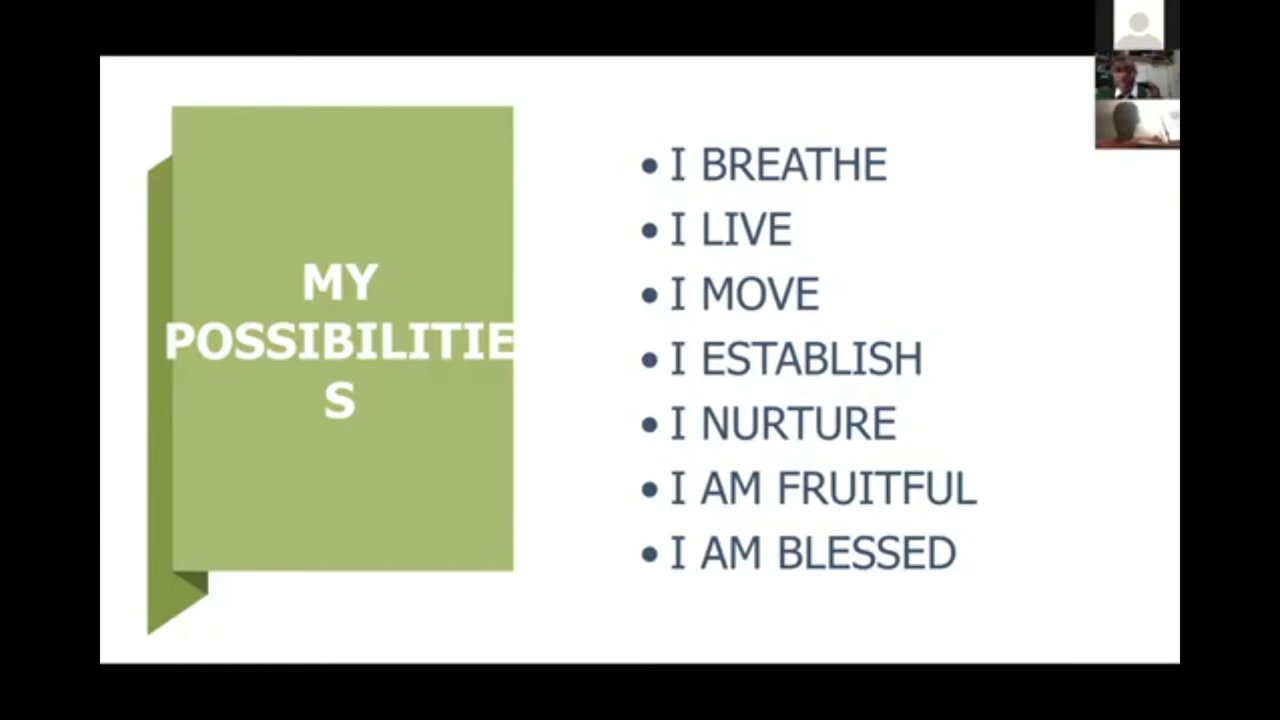 MY
POSSIBILITIE
S
• I BREATHE
• I LIVE
• I MOVE
• I ESTABLISH
• I NURTURE
• I AM FRUITFUL
• I AM BLESSED